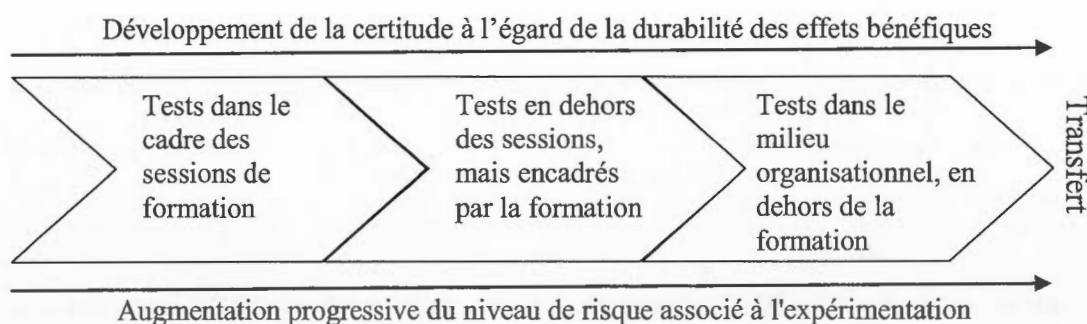 Développement de la certitude à l'égard de la durabilité des effets bénéfiques
Tests dans le
cadre des
sessions de
formation
Tests en dehors
des sessions,
mais encadrés
par la formation
Tests dans le
milieu
organisationnel, en
dehors de la
formation
Transfert
Augmentation progressive du niveau de risque associé à l'expérimentation